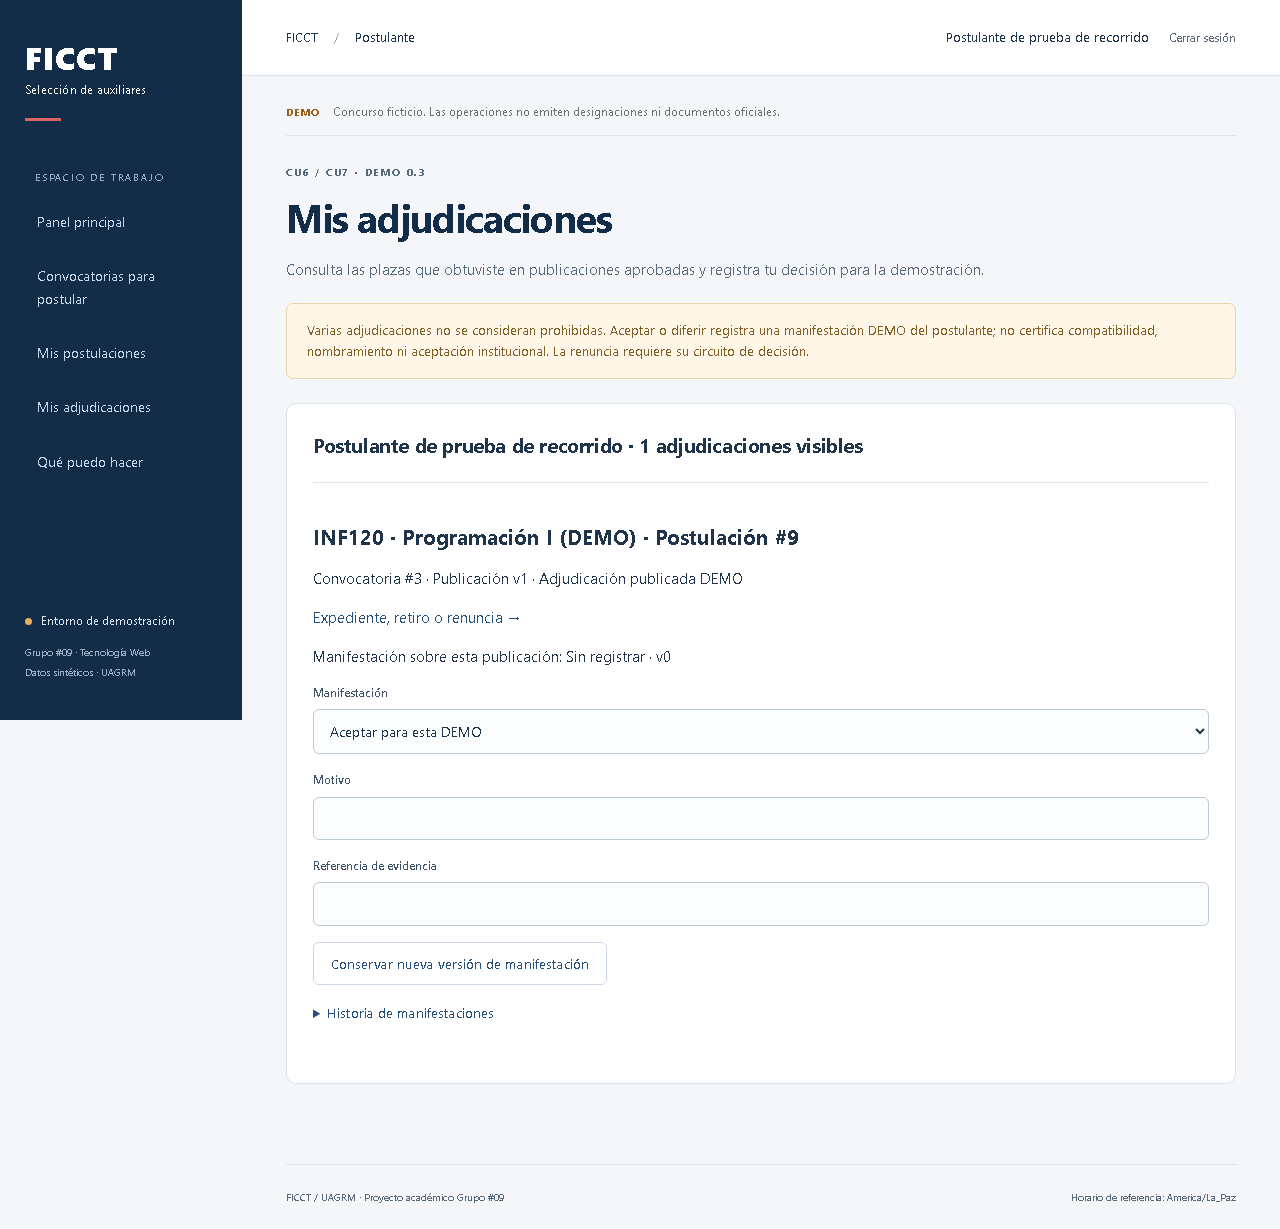 FICCT
Selección de auxiliares
ESPACIO DE TRABAJO
Panel principal
Convocatorias para
postular
Mis postulaciones
Mis adjudicaciones
Qué puedo hacer
Entorno de demostración
Grupo #09 · Tecnología Web
Datos sintéticos · UAGRM
FICCT / Postulante
Postulante de prueba de recorrido Cerrar sesión
DEMO Concurso ficticio. Las operaciones no emiten designaciones ni documentos oficiales.
CU6 / CU7 · DEMO 0.3
Mis adjudicaciones
Consulta las plazas que obtuviste en publicaciones aprobadas y registra tu decisión para la demostración.
Varias adjudicaciones no se consideran prohibidas. Aceptar o diferir registra una manifestación DEMO del postulante; no certifica compatibilidad,
nombramiento ni aceptación institucional. La renuncia requiere su circuito de decisión.
Postulante de prueba de recorrido · 1 adjudicaciones visibles
INF120 · Programación I (DEMO) · Postulación #9
Convocatoria #3 · Publicación v1 · Adjudicación publicada DEMO
Expediente, retiro o renuncia →
Manifestación sobre esta publicación: Sin registrar · v0
Manifestación
Aceptar para esta DEMO
Motivo
Referencia de evidencia
Conservar nueva versión de manifestación
Historia de manifestaciones
FICCT / UAGRM · Proyecto académico Grupo #09
Horario de referencia: America/La_Paz